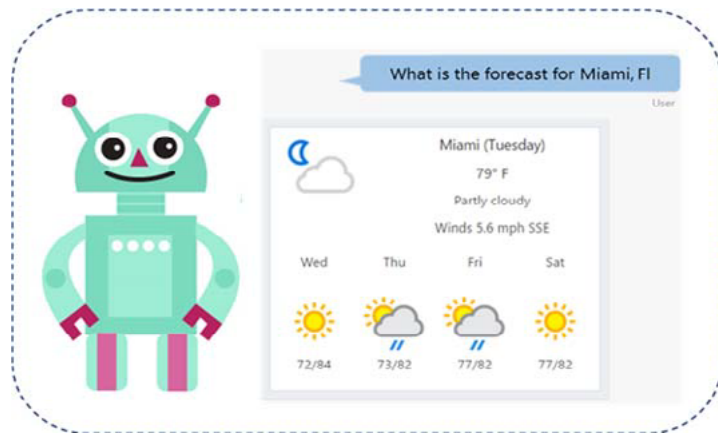 What is the forecast for Miami, Fl
User
Miami (Tuesday)
79° F
Partly cloudy
Winds 5.6 mph SSE
Wed Thu Fri Sat
72/84 73/82 77/82 77/82